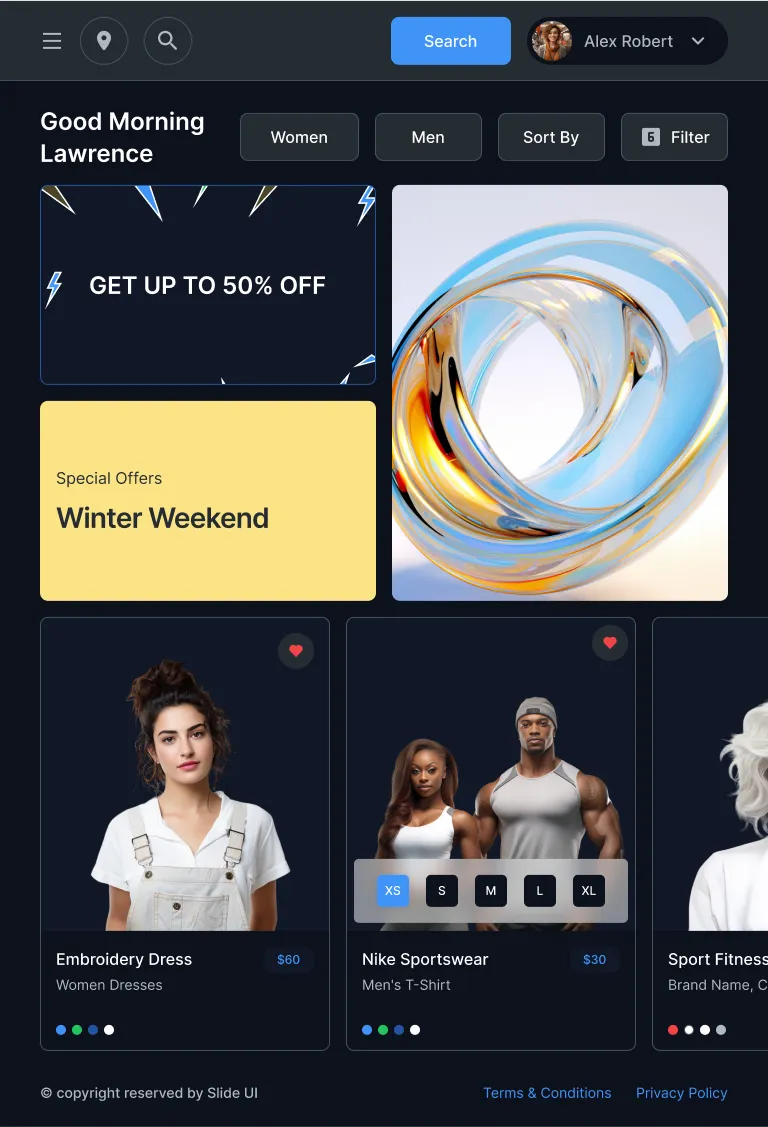 Search
Alex Robert
Good Morning
Lawrence
Women
Men
Sort By
6
Filter
GET UP TO 50% OFF
Special Offers
Winter Weekend
XS
S
M
L
XL
Embroidery Dress
$60
Women Dresses
Nike Sportswear
$30
Men's T-Shirt
Sport Fitness
Brand Name, C
© copyright reserved by Slide UI
Terms & Conditions
Privacy Policy